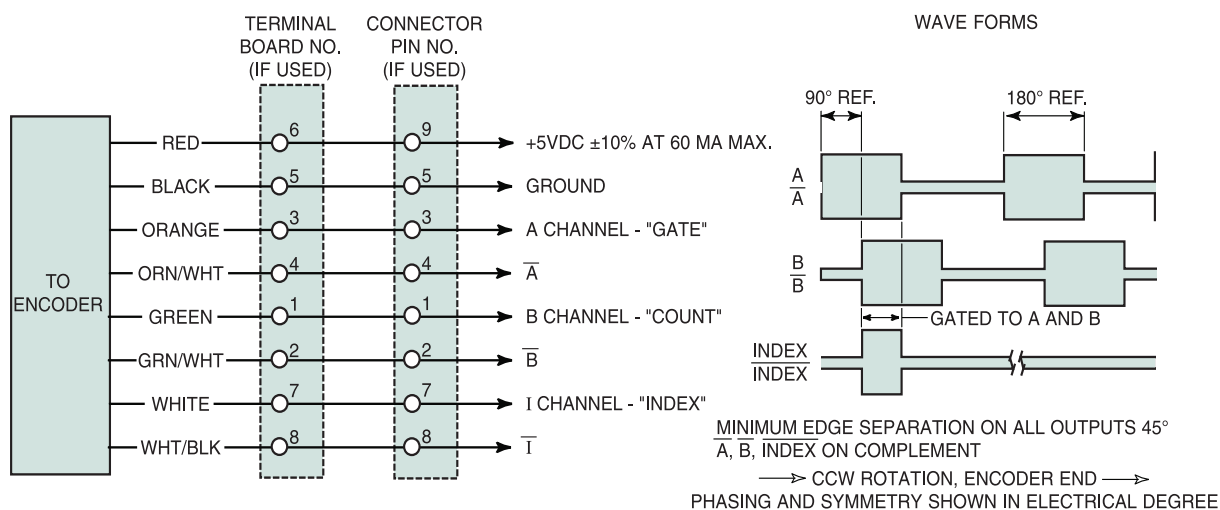 TERMINAL
BOARD NO.
(IF USED)
CONNECTOR
PIN NO.
(IF USED)
TO
ENCODER
RED 6 9 +5VDC ±10% AT 60 MA MAX.
BLACK 5 5 GROUND
ORANGE 3 3 A CHANNEL - "GATE"
ORN/WHT 4 4 A̅
GREEN 1 1 B CHANNEL - "COUNT"
GRN/WHT 2 2 B̅
WHITE 7 7 I CHANNEL - "INDEX"
WHT/BLK 8 8 I̅
WAVE FORMS
90° REF.
180° REF.
A
A̅
B
B̅
GATED TO A AND B
INDEX
I̅N̅D̅E̅X̅
MINIMUM EDGE SEPARATION ON ALL OUTPUTS 45°
A̅, B̅, I̅N̅D̅E̅X̅ ON COMPLEMENT
CCW ROTATION, ENCODER END
PHASING AND SYMMETRY SHOWN IN ELECTRICAL DEGREE